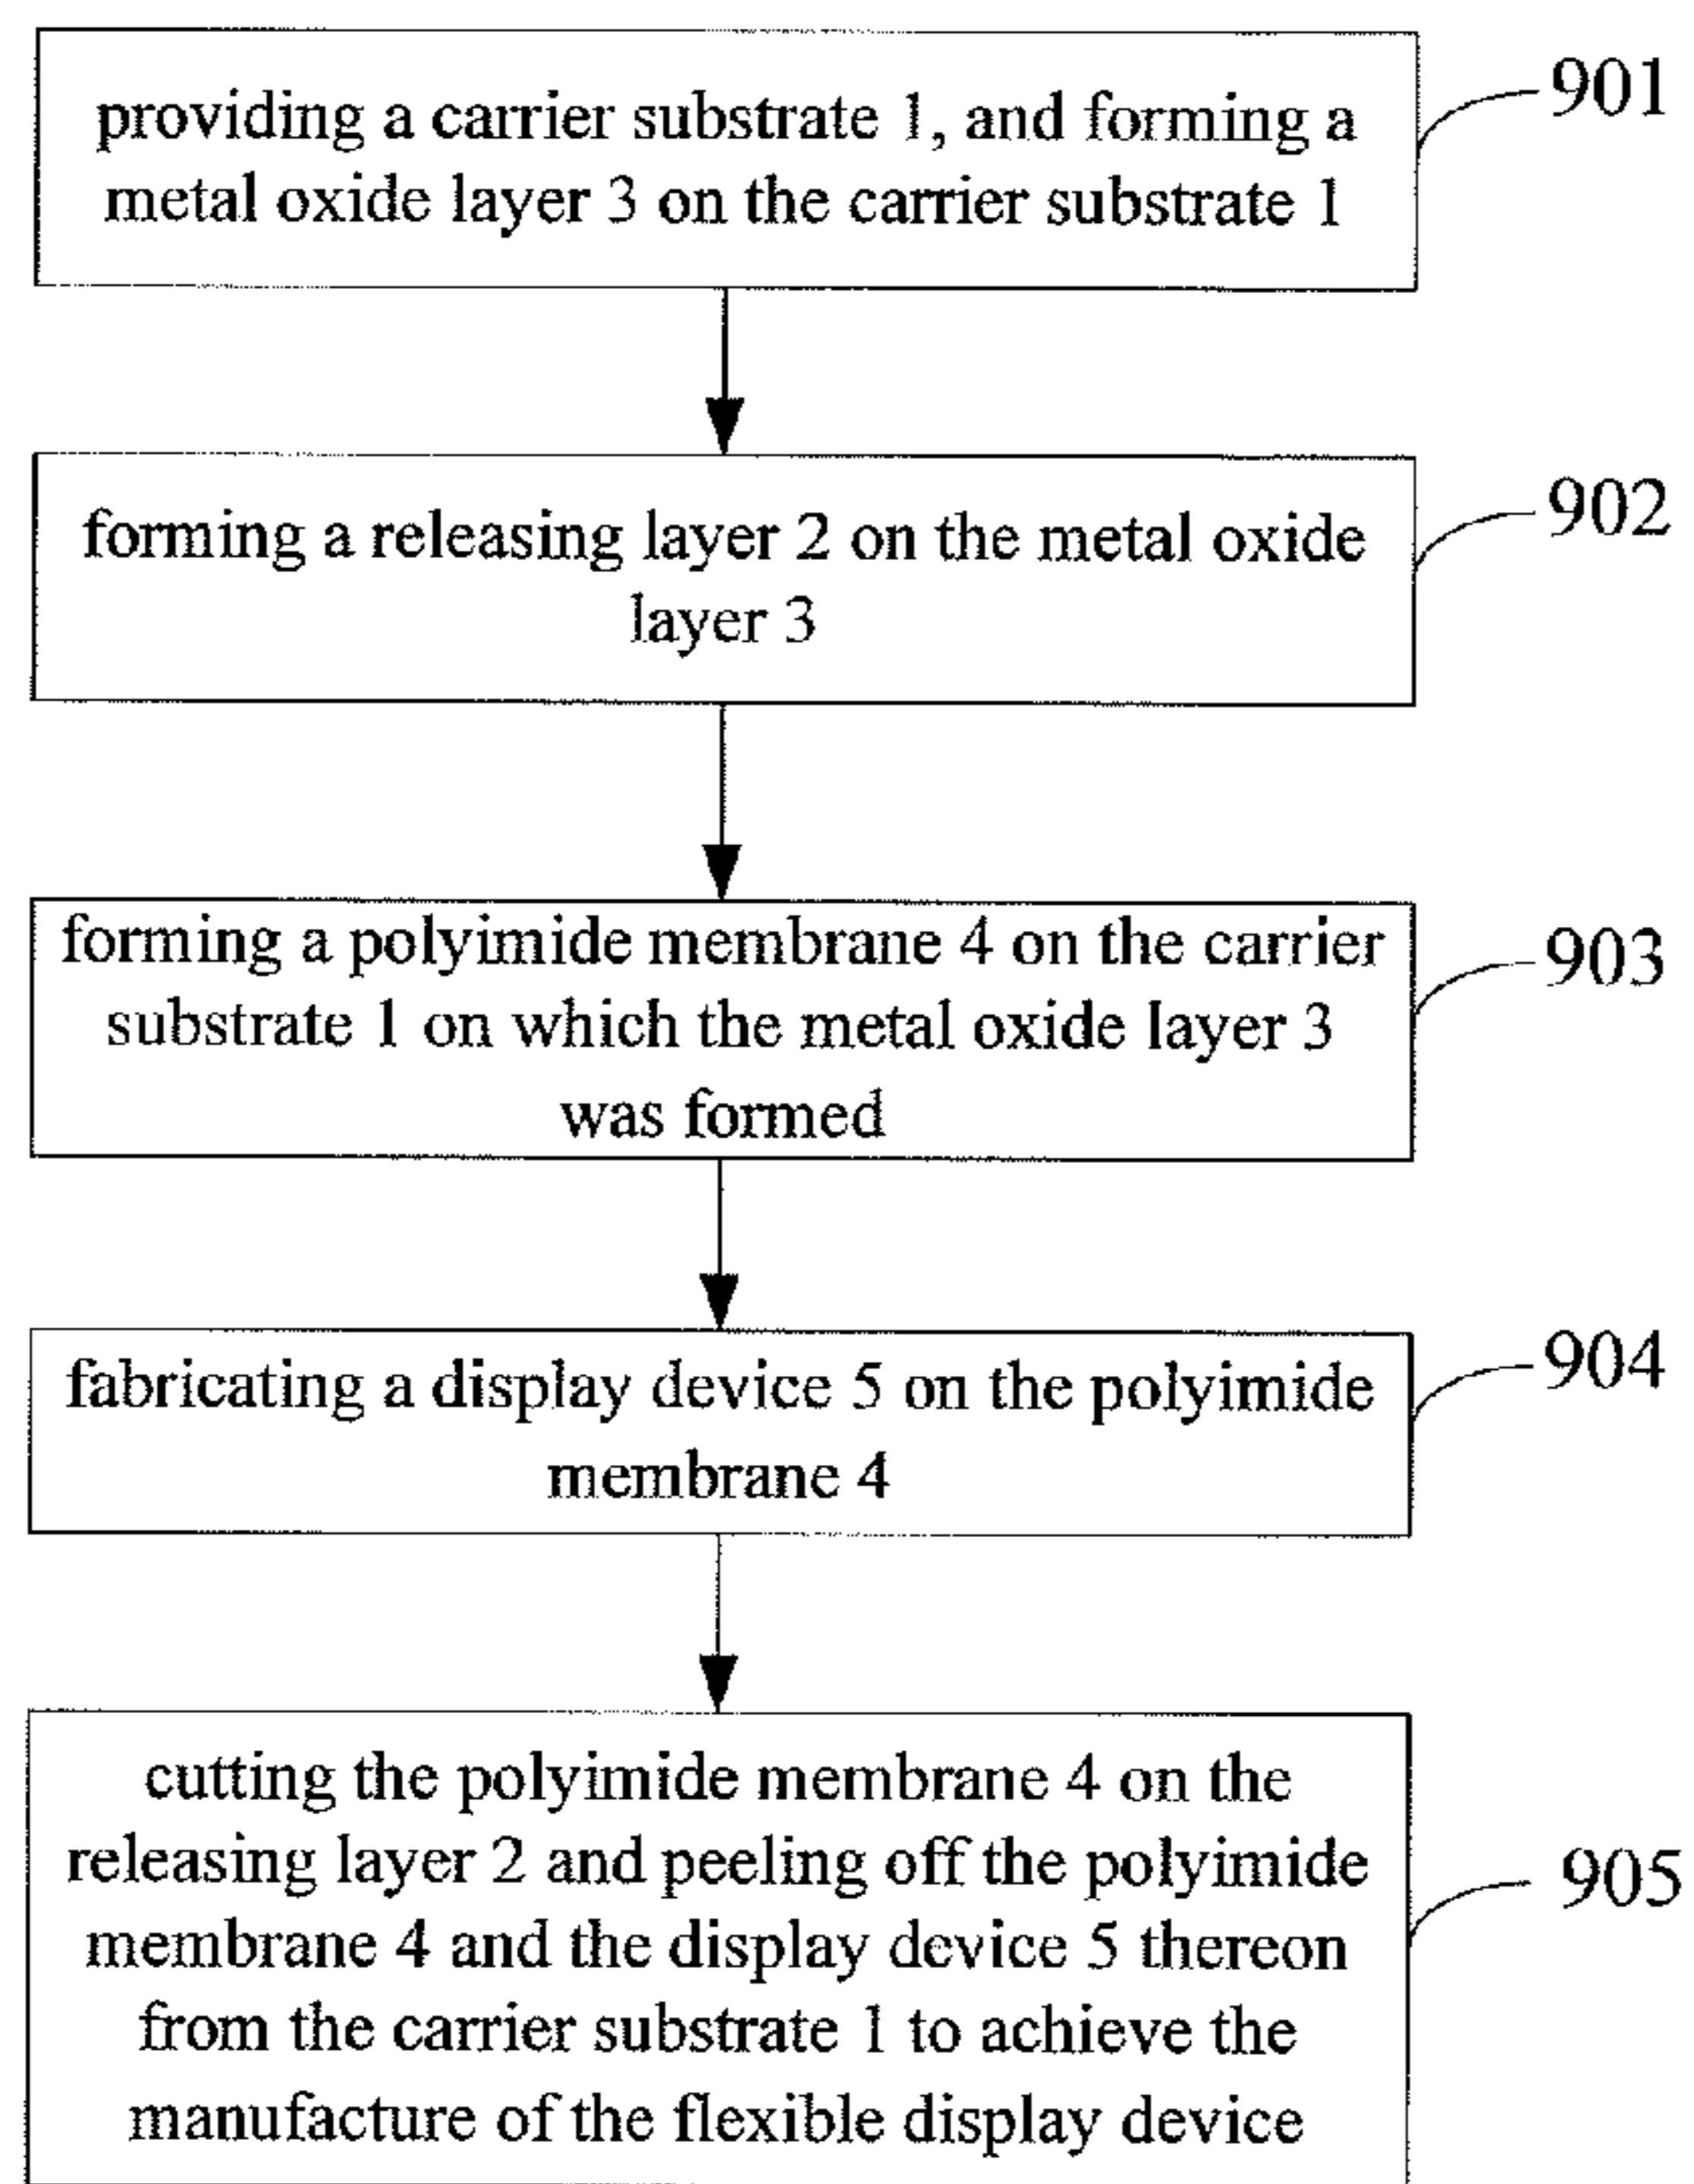 providing a carrier substrate 1, and forming a
metal oxide layer 3 on the carrier substrate 1
901
forming a releasing layer 2 on the metal oxide
layer 3
902
forming a polyimide membrane 4 on the carrier
substrate 1 on which the metal oxide layer 3
was formed
903
fabricating a display device 5 on the polyimide
membrane 4
904
cutting the polyimide membrane 4 on the
releasing layer 2 and peeling off the polyimide
membrane 4 and the display device 5 thereon
from the carrier substrate 1 to achieve the
manufacture of the flexible display device
905